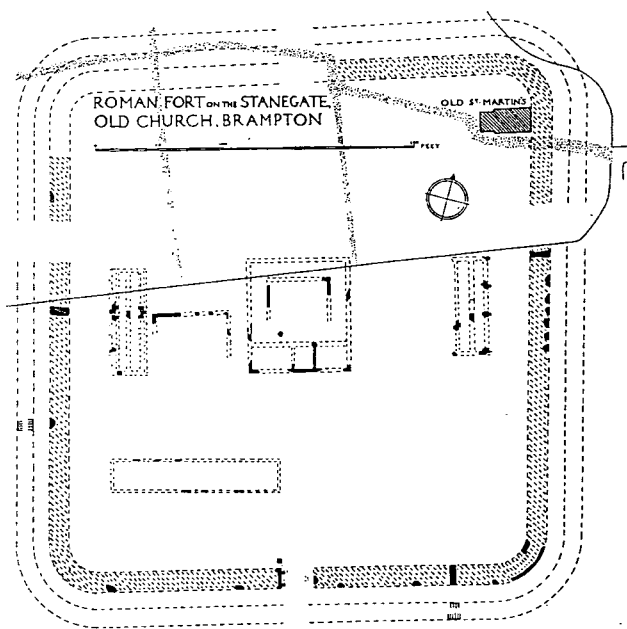 ROMAN FORT ON THE STANEGATE,
OLD CHURCH, BRAMPTON
OLD ST MARTIN'S
FEET